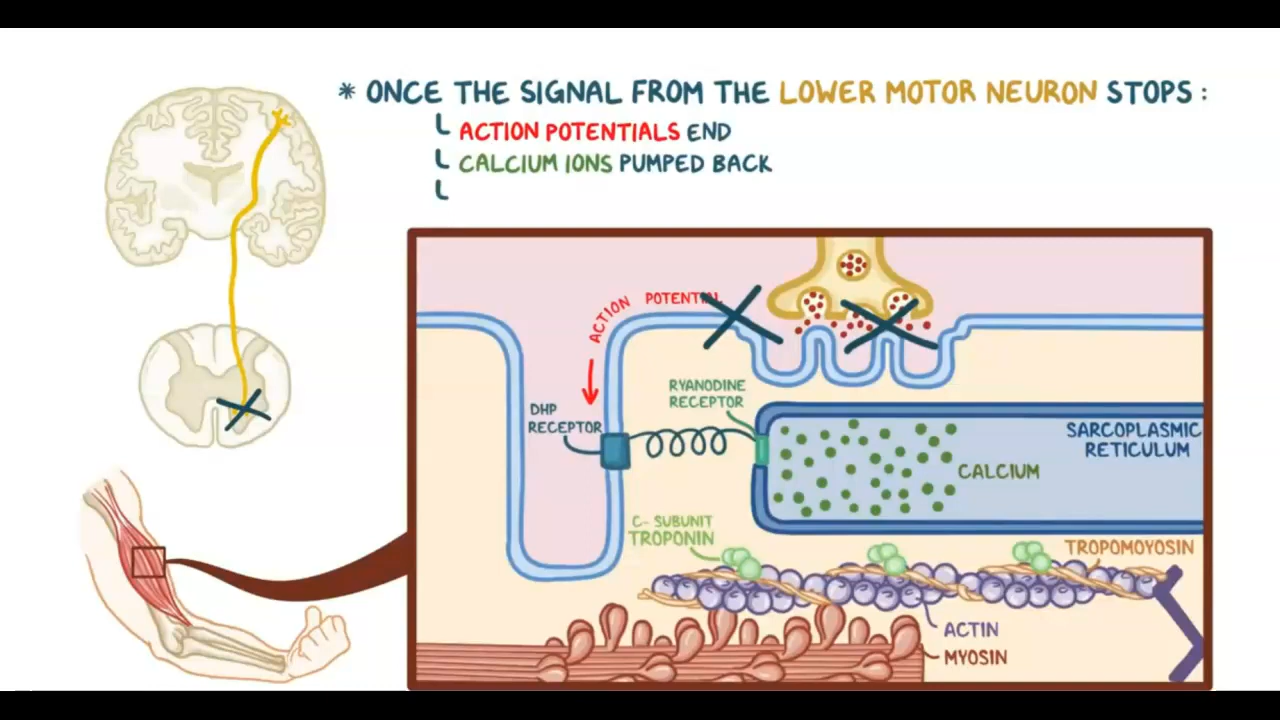 * ONCE THE SIGNAL FROM THE LOWER MOTOR NEURON STOPS :
ACTION POTENTIALS END
CALCIUM IONS PUMPED BACK
ACTION POTENTIAL
RYANODINE
RECEPTOR
DHP
RECEPTOR
SARCOPLASMIC
RETICULUM
CALCIUM
C- SUBUNIT
TROPONIN
TROPOMOYOSIN
ACTIN
MYOSIN